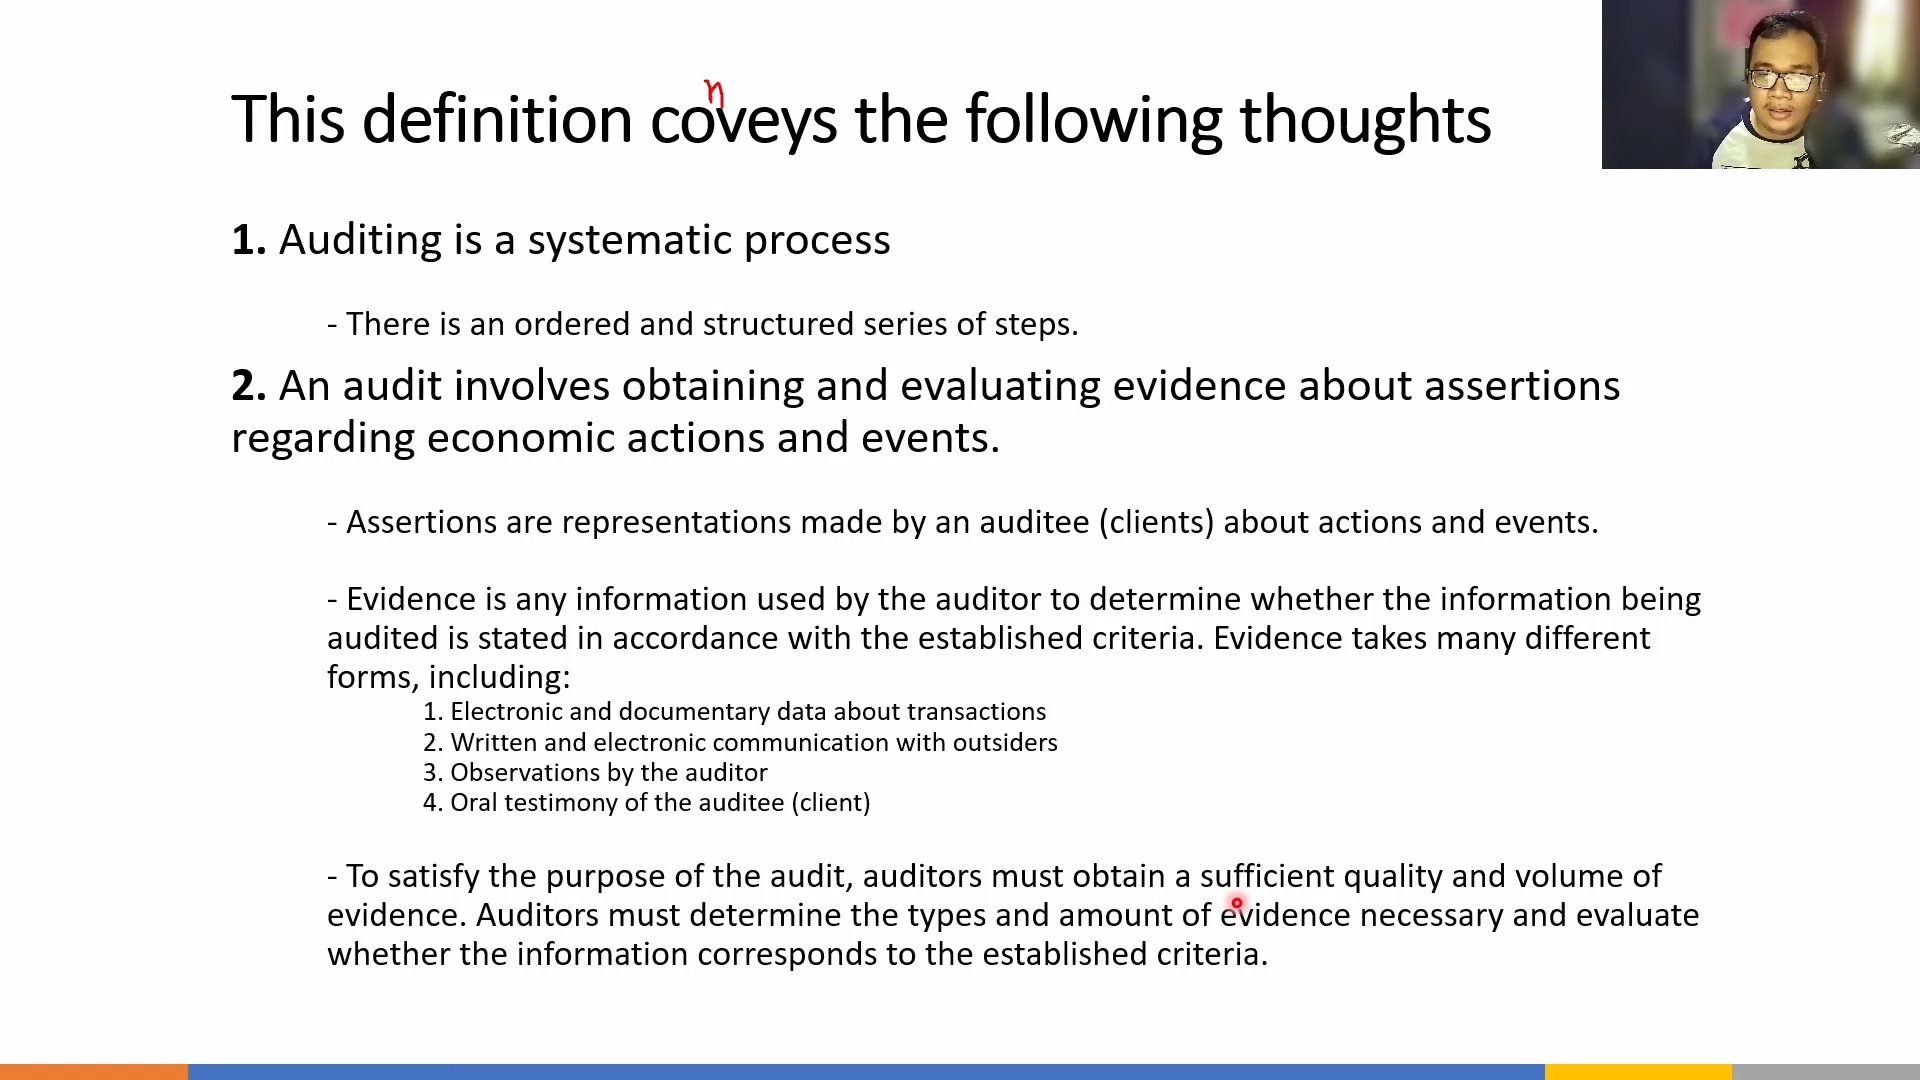 n
This definition coveys the following thoughts
1. Auditing is a systematic process
- There is an ordered and structured series of steps.
2. An audit involves obtaining and evaluating evidence about assertions
regarding economic actions and events.
- Assertions are representations made by an auditee (clients) about actions and events.
- Evidence is any information used by the auditor to determine whether the information being
audited is stated in accordance with the established criteria. Evidence takes many different
forms, including:
1. Electronic and documentary data about transactions
2. Written and electronic communication with outsiders
3. Observations by the auditor
4. Oral testimony of the auditee (client)
- To satisfy the purpose of the audit, auditors must obtain a sufficient quality and volume of
evidence. Auditors must determine the types and amount of evidence necessary and evaluate
whether the information corresponds to the established criteria.